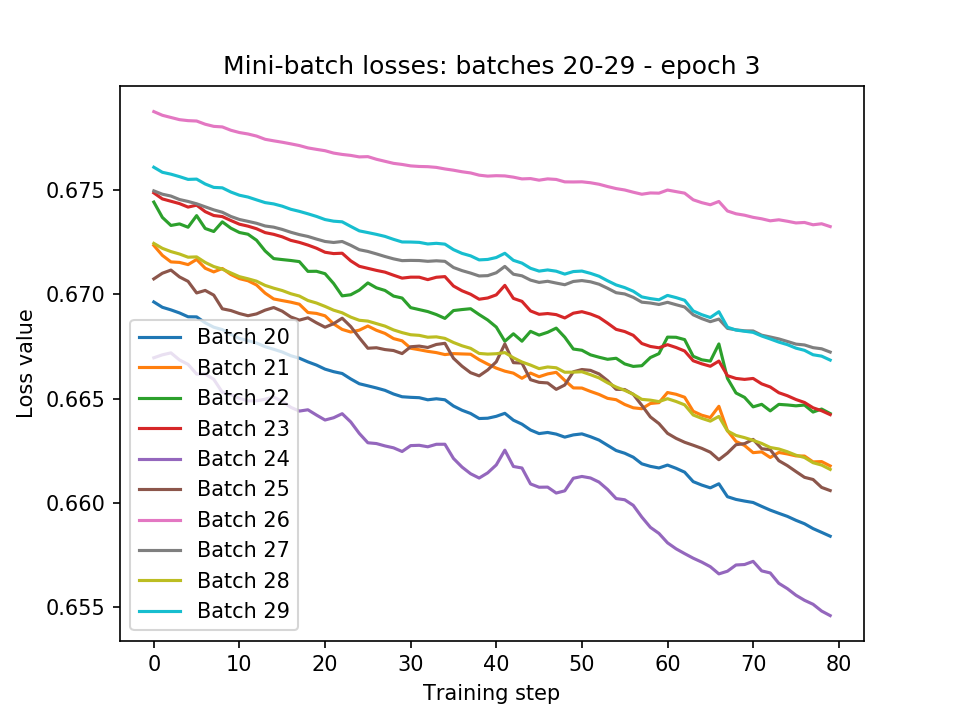 Mini-batch losses: batches 20-29 - epoch 3
Loss value
0.675
0.670
0.665
0.660
0.655
Batch 20
Batch 21
Batch 22
Batch 23
Batch 24
Batch 25
Batch 26
Batch 27
Batch 28
Batch 29
0 10 20 30 40 50 60 70 80
Training step